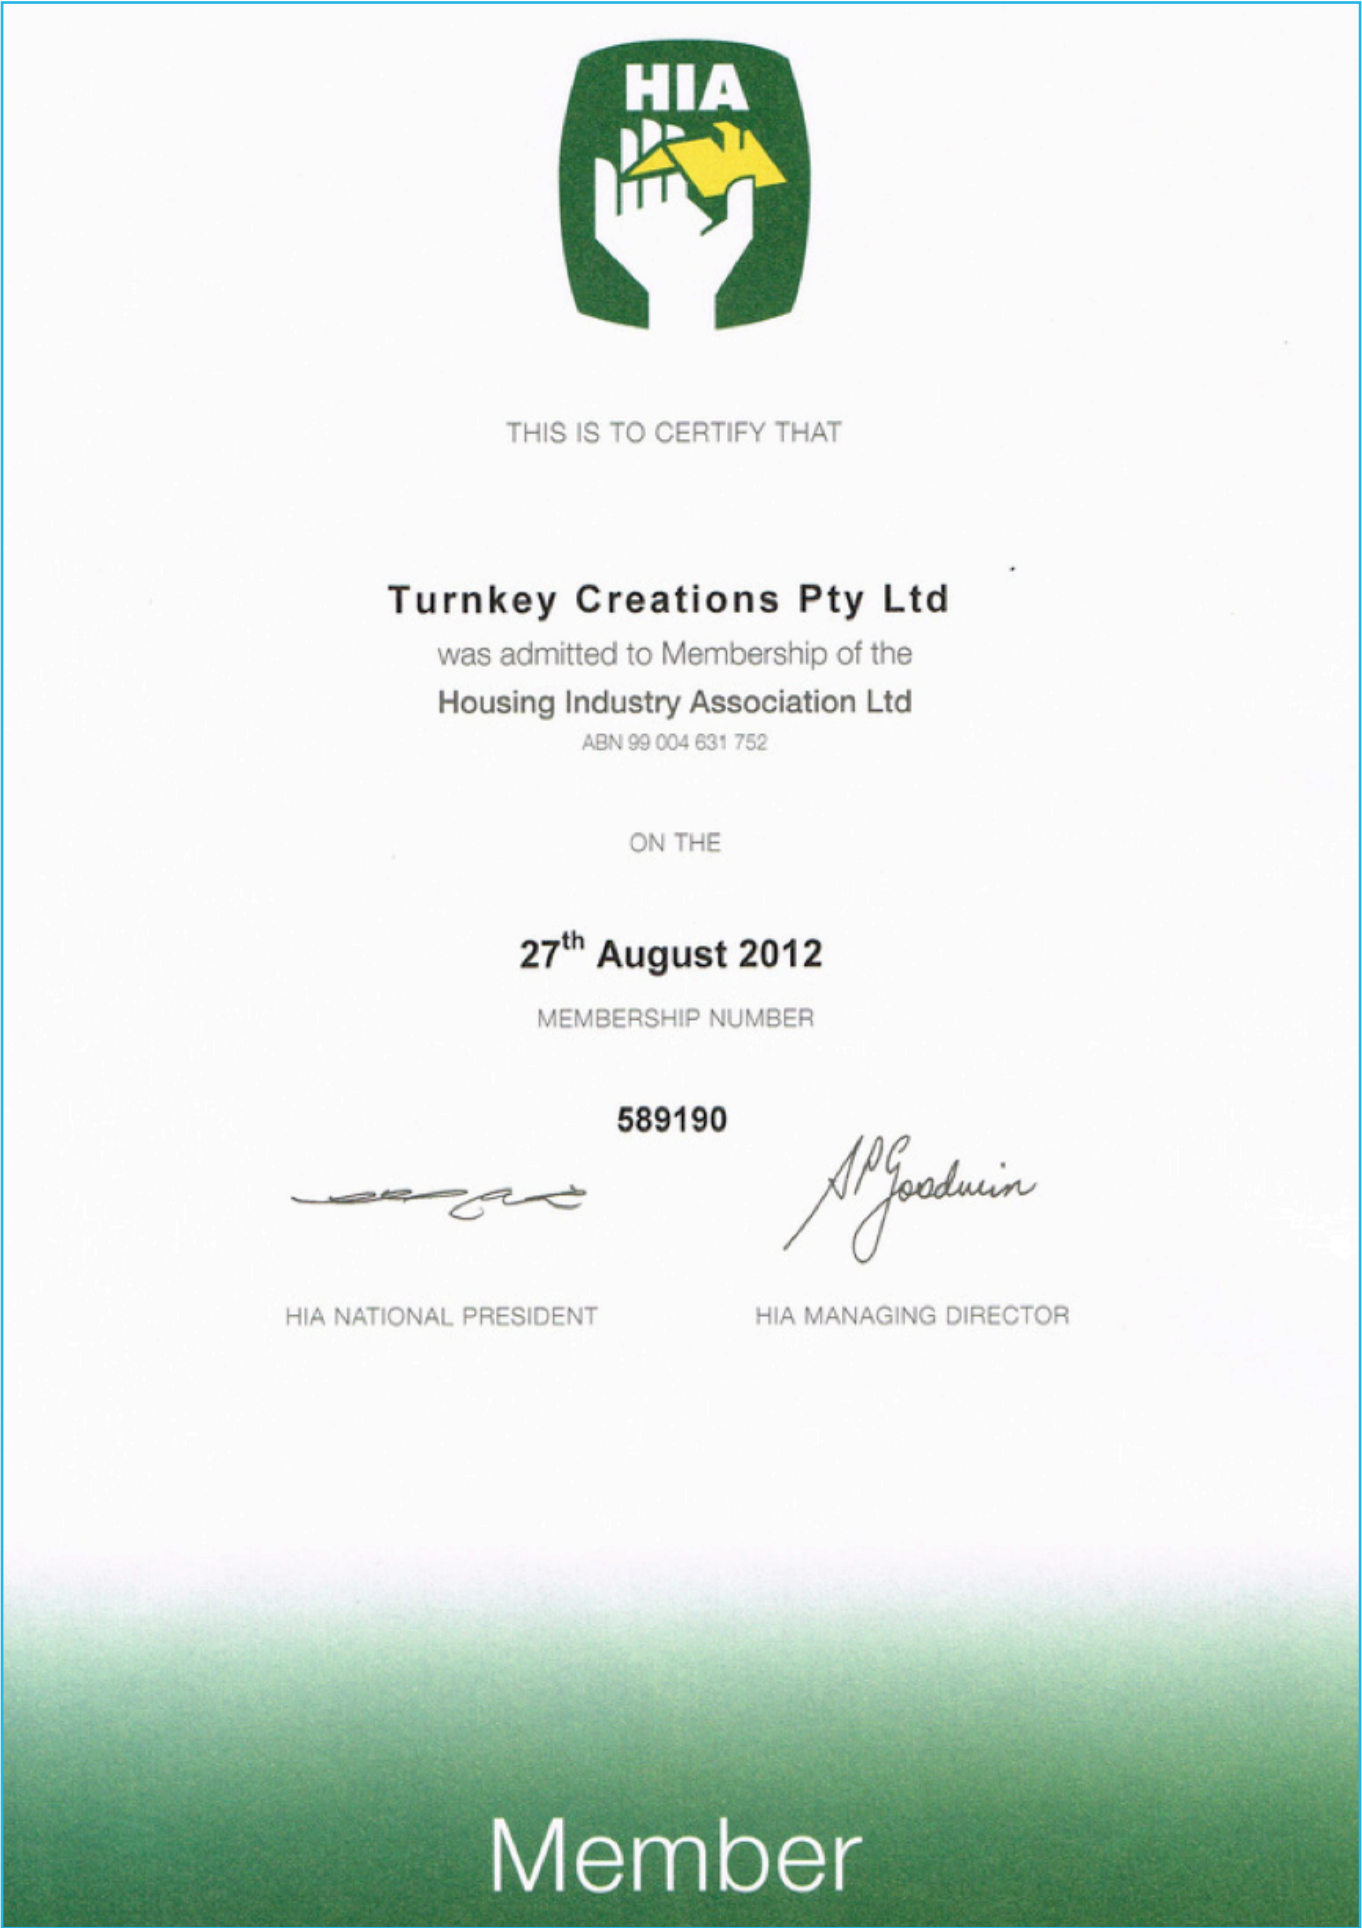 HIA
THIS IS TO CERTIFY THAT
Turnkey Creations Pty Ltd
was admitted to Membership of the
Housing Industry Association Ltd
ABN 99 004 631 752
ON THE
27th August 2012
MEMBERSHIP NUMBER
589190
APGoodwin
HIA NATIONAL PRESIDENT
HIA MANAGING DIRECTOR
Member